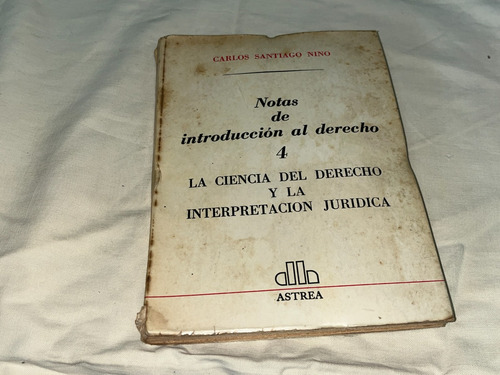 CARLOS SANTIAGO NINO
Notas
de
introducción al derecho
4
LA CIENCIA DEL DERECHO
Y LA
INTERPRETACION JURIDICA
ASTREA